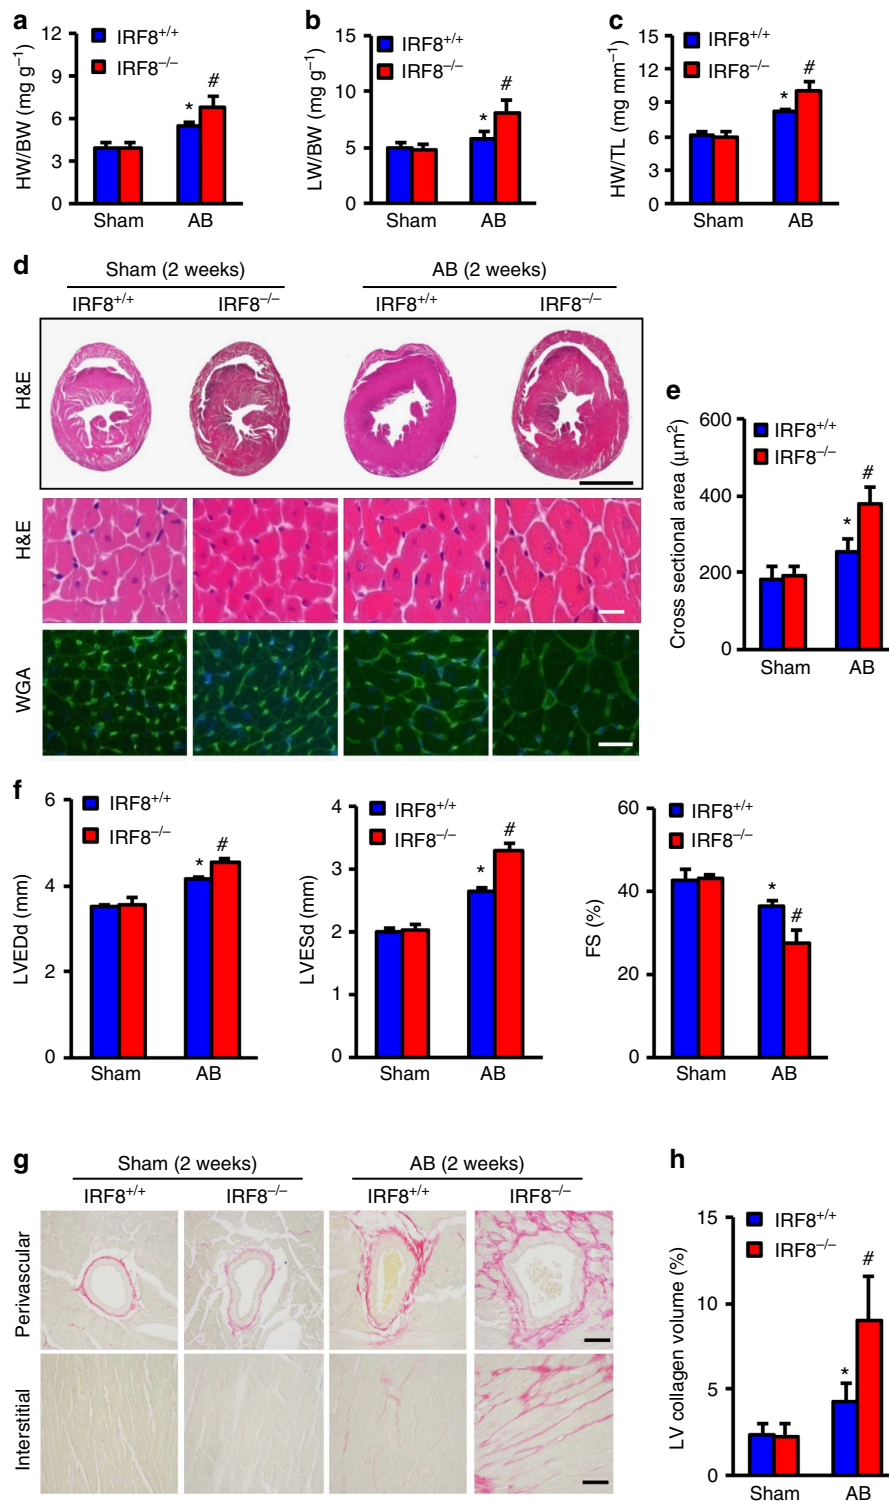 a
HW/BW (mg g⁻¹)
12
9
6
3
0
IRF8⁺/⁺
IRF8⁻/⁻
*
#
Sham
AB
b
LW/BW (mg g⁻¹)
15
10
5
0
IRF8⁺/⁺
IRF8⁻/⁻
*
#
Sham
AB
c
HW/TL (mg mm⁻¹)
15
12
9
6
3
0
IRF8⁺/⁺
IRF8⁻/⁻
*
#
Sham
AB
d
Sham (2 weeks)
AB (2 weeks)
IRF8⁺/⁺
IRF8⁻/⁻
IRF8⁺/⁺
IRF8⁻/⁻
H&E
H&E
WGA
e
Cross sectional area (μm²)
600
400
200
0
IRF8⁺/⁺
IRF8⁻/⁻
*
#
Sham
AB
f
LVEDd (mm)
6
4
2
0
IRF8⁺/⁺
IRF8⁻/⁻
*
#
Sham
AB
LVESd (mm)
4
3
2
1
0
IRF8⁺/⁺
IRF8⁻/⁻
*
#
Sham
AB
FS (%)
60
40
20
0
IRF8⁺/⁺
IRF8⁻/⁻
*
#
Sham
AB
g
Sham (2 weeks)
AB (2 weeks)
IRF8⁺/⁺
IRF8⁻/⁻
IRF8⁺/⁺
IRF8⁻/⁻
Perivascular
Interstitial
h
LV collagen volume (%)
15
10
5
0
IRF8⁺/⁺
IRF8⁻/⁻
*
#
Sham
AB